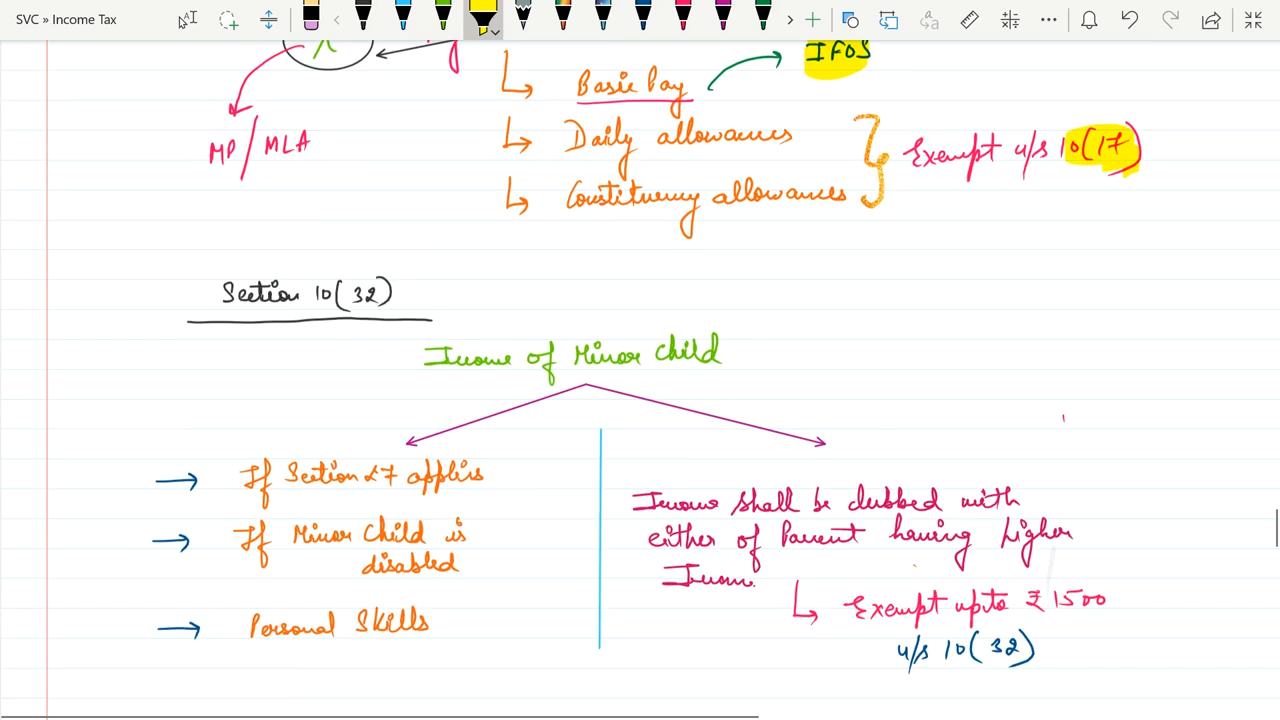 SVC » Income Tax
IFOS
Basic Pay
MP/MLA
Daily allowances
Exempt u/s 10(17)
Constituency allowances
Section 10(32)
Income of Minor Child
If Section 27 applies
If Minor Child is
disabled
Personal Skills
Income shall be clubbed with
either of Parent having higher
Income.
Exempt upto ₹1500
u/s 10(32)